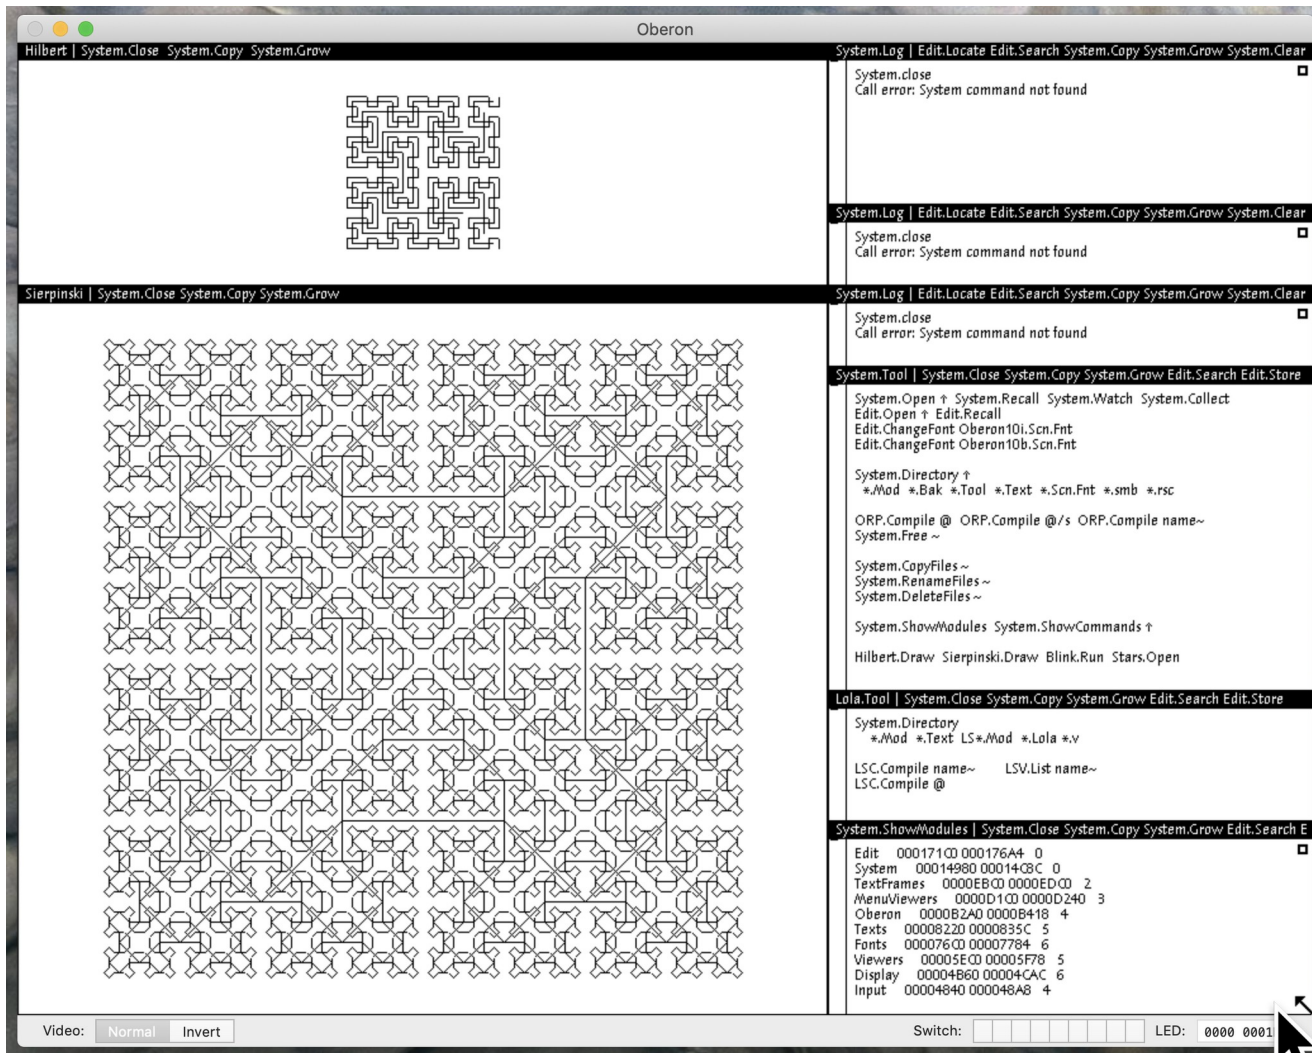 Oberon
Hilbert | System.Close System.Copy System.Grow
Sierpinski | System.Close System.Copy System.Grow
System.Log | Edit.Locate Edit.Search System.Copy System.Grow System.Clear
System.close
Call error: System command not found
System.Log | Edit.Locate Edit.Search System.Copy System.Grow System.Clear
System.close
Call error: System command not found
System.Log | Edit.Locate Edit.Search System.Copy System.Grow System.Clear
System.close
Call error: System command not found
System.Tool | System.Close System.Copy System.Grow Edit.Search Edit.Store
System.Open ↑ System.Recall System.Watch System.Collect
Edit.Open ↑ Edit.Recall
Edit.ChangeFont Oberon10i.Scn.Fnt
Edit.ChangeFont Oberon10b.Scn.Fnt
System.Directory ↑
*.Mod *.Bak *.Tool *.Text *.Scn.Fnt *.smb *.rsc
ORP.Compile @ ORP.Compile @/s ORP.Compile name~
System.Free ~
System.CopyFiles ~
System.RenameFiles ~
System.DeleteFiles ~
System.ShowModules System.ShowCommands ↑
Hilbert.Draw Sierpinski.Draw Blink.Run Stars.Open
Lola.Tool | System.Close System.Copy System.Grow Edit.Search Edit.Store
System.Directory
*.Mod *.Text LS*.Mod *.Lola *.v
LSC.Compile name~ LSV.List name~
LSC.Compile @
System.ShowModules | System.Close System.Copy System.Grow Edit.Search E
Edit 000171C0 000176A4 0
System 00014980 00014C8C 0
TextFrames 0000EBC0 0000EDC0 2
MenuViewers 0000D1C0 0000D240 3
Oberon 0000B2A0 0000B418 4
Texts 00008220 0000835C 5
Fonts 000076C0 00007784 6
Viewers 00005EC0 00005F78 5
Display 00004B60 00004CAC 6
Input 00004840 000048A8 4
Video: Normal Invert Switch: LED: 0000 0001